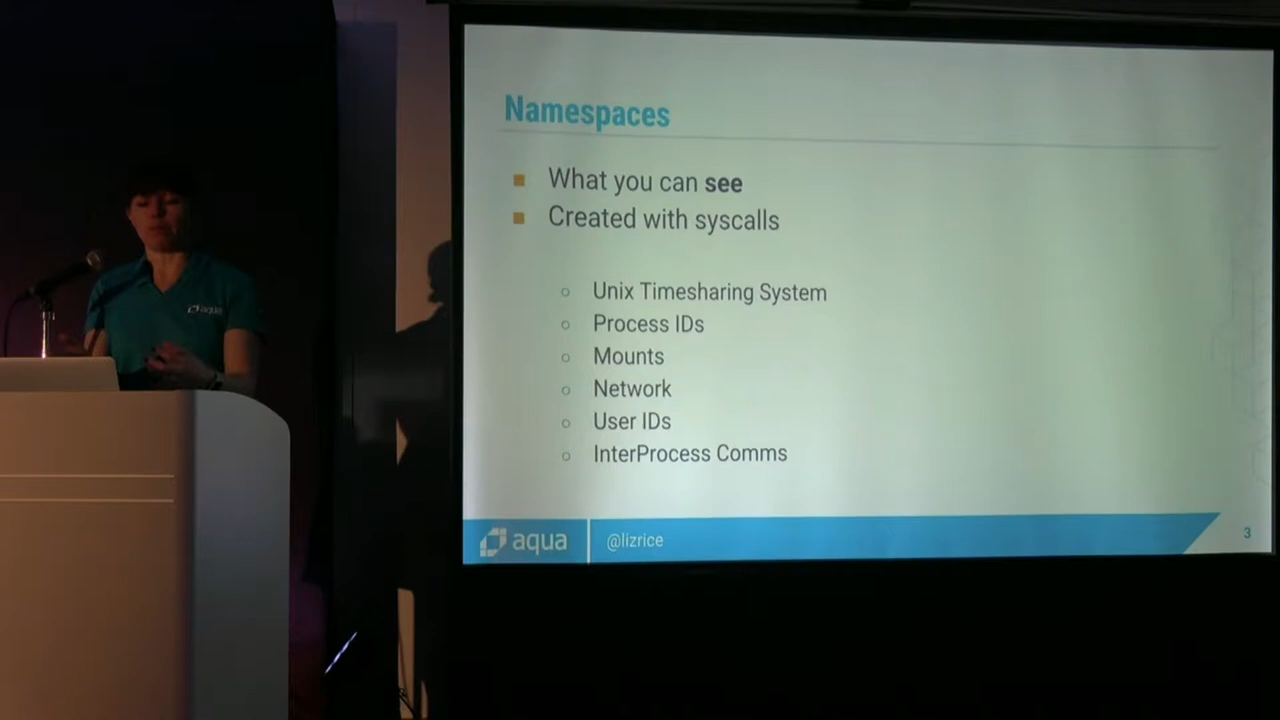 Namespaces
What you can see
Created with syscalls
Unix Timesharing System
Process IDs
Mounts
Network
User IDs
InterProcess Comms
aqua
@lizrice
3
aqua